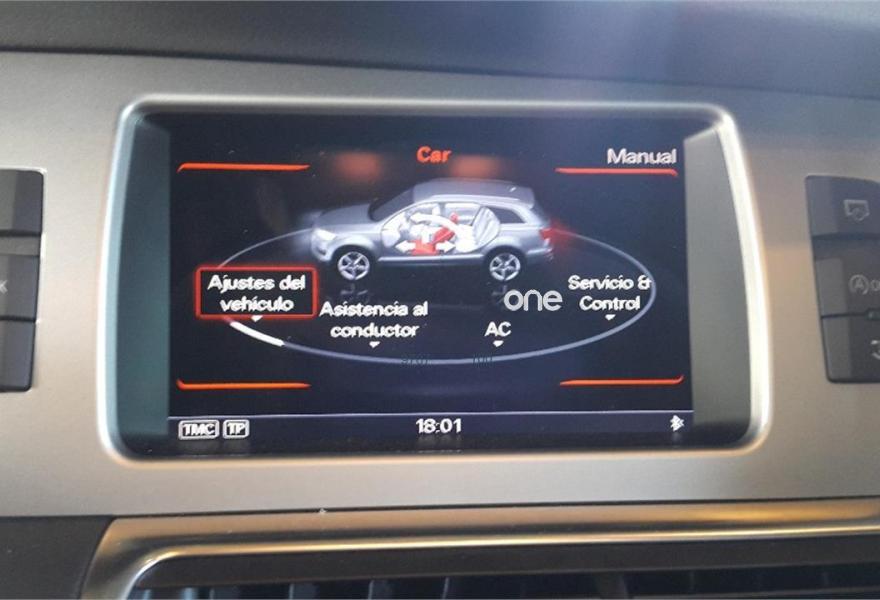 Car
Manual
Ajustes del
vehículo
Asistencia al
conductor
one
AC
Servicio &
Control
TMC TP
18:01